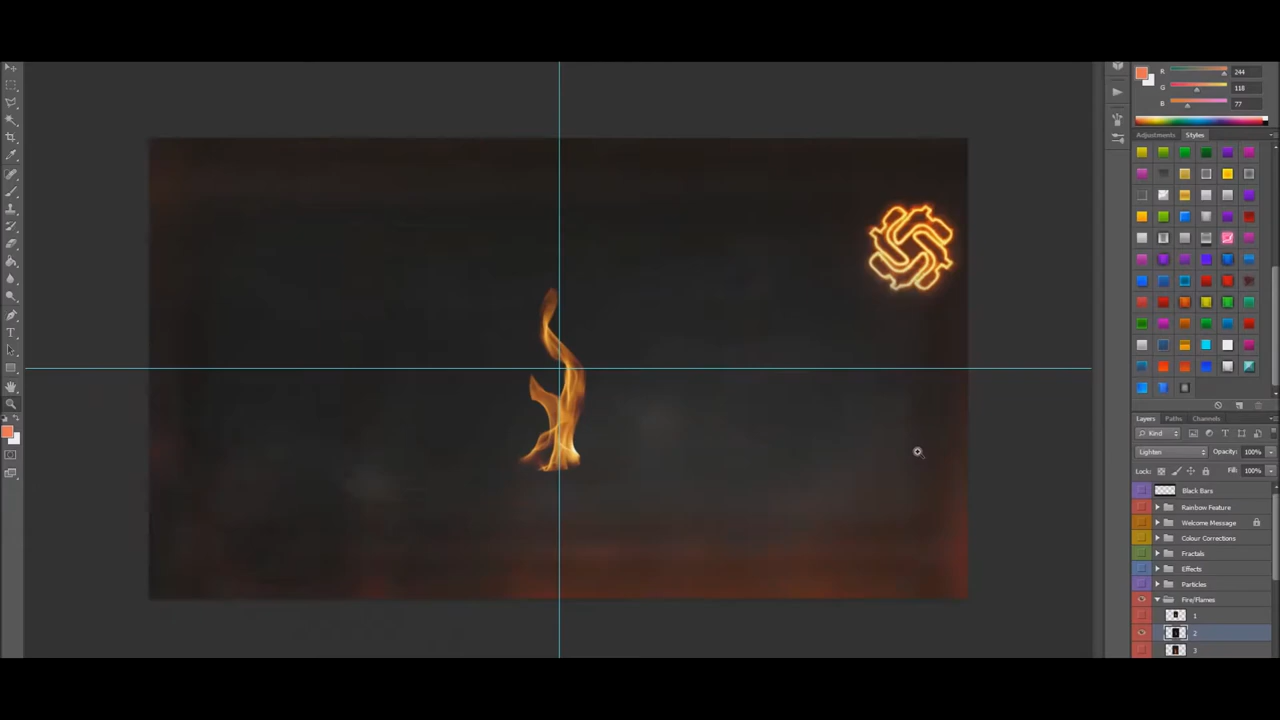 R 244
G 118
B 77
Adjustments Styles
Layers Paths Channels
Kind
Lighten Opacity: 100%
Lock: Fill: 100%
Black Bars
Rainbow Feature
Welcome Message
Colour Corrections
Fractals
Effects
Particles
Fire/Flames
1
2
3